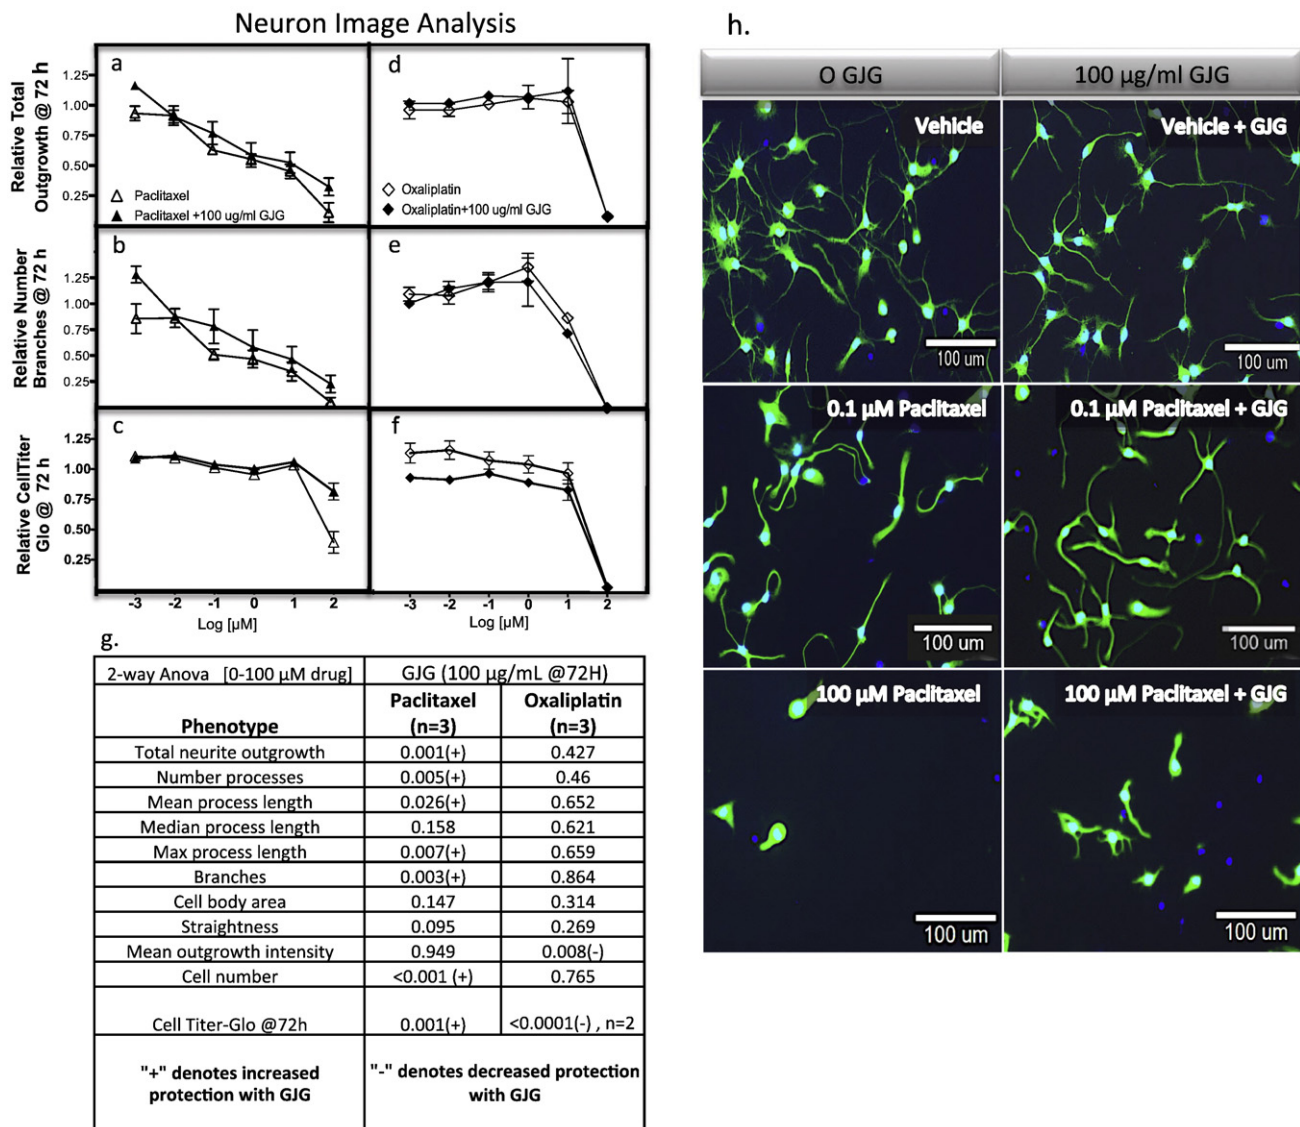 Neuron Image Analysis
a
Relative Total
Outgrowth @ 72 h
1.25
1.00
0.75
0.50
0.25
Paclitaxel
Paclitaxel +100 ug/ml GJG
d
Oxaliplatin
Oxaliplatin+100 ug/ml GJG
b
Relative Number
Branches @ 72 h
1.25
1.00
0.75
0.50
0.25
e
c
Relative CellTiter
Glo @ 72 h
1.25
1.00
0.75
0.50
0.25
f
-3 -2 -1 0 1 2
Log [µM]
-3 -2 -1 0 1 2
Log [µM]
g.
2-way Anova [0-100 µM drug] GJG (100 µg/mL @72H)
Phenotype Paclitaxel (n=3) Oxaliplatin (n=3)
Total neurite outgrowth 0.001(+) 0.427
Number processes 0.005(+) 0.46
Mean process length 0.026(+) 0.652
Median process length 0.158 0.621
Max process length 0.007(+) 0.659
Branches 0.003(+) 0.864
Cell body area 0.147 0.314
Straightness 0.095 0.269
Mean outgrowth intensity 0.949 0.008(-)
Cell number <0.001 (+) 0.765
Cell Titer-Glo @72h 0.001(+) <0.0001(-) , n=2
"+" denotes increased
protection with GJG
"-" denotes decreased protection
with GJG
h.
O GJG
100 µg/ml GJG
Vehicle
100 um
Vehicle + GJG
100 um
0.1 µM Paclitaxel
100 um
0.1 µM Paclitaxel + GJG
100 um
100 µM Paclitaxel
100 um
100 µM Paclitaxel + GJG
100 um